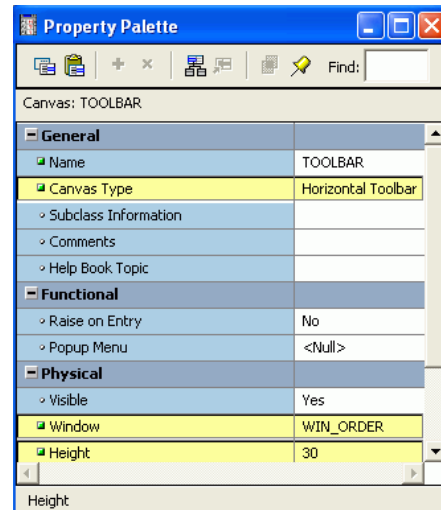 Property Palette
Find:
Canvas: TOOLBAR
General
Name TOOLBAR
Canvas Type Horizontal Toolbar
Subclass Information
Comments
Help Book Topic
Functional
Raise on Entry No
Popup Menu <Null>
Physical
Visible Yes
Window WIN_ORDER
Height 30
Height